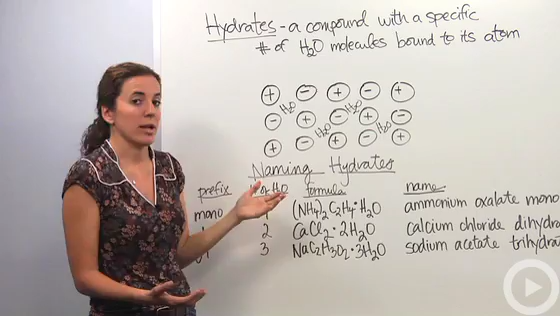 Hydrates - a compound with a specific
# of H2O molecules bound to its atom
+ - + - +
H2O H2O
- + - + -
H2O H2O
+ - + - +
Naming Hydrates
prefix # of H2O formula name
mono 1 (NH4)2C2H4•H2O ammonium oxalate mono
2 CaCl2•2H2O calcium chloride dihydra
3 NaC2H3O2•3H2O sodium acetate trihydra